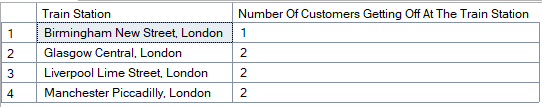 Train Station Number Of Customers Getting Off At The Train Station
1 Birmingham New Street, London 1
2 Glasgow Central, London 2
3 Liverpool Lime Street, London 2
4 Manchester Piccadilly, London 2